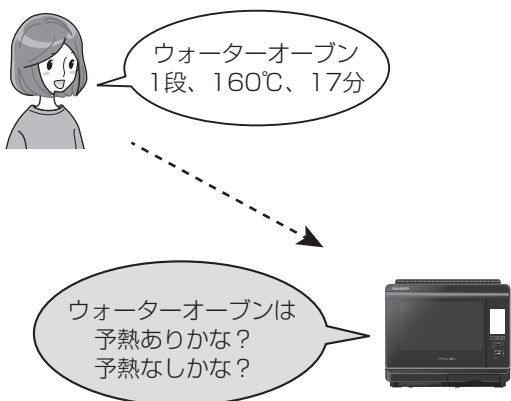 ウォーターオーブン
1段、160℃、17分
ウォーターオーブンは
予熱ありかな？
予熱なしかな？
SHARP